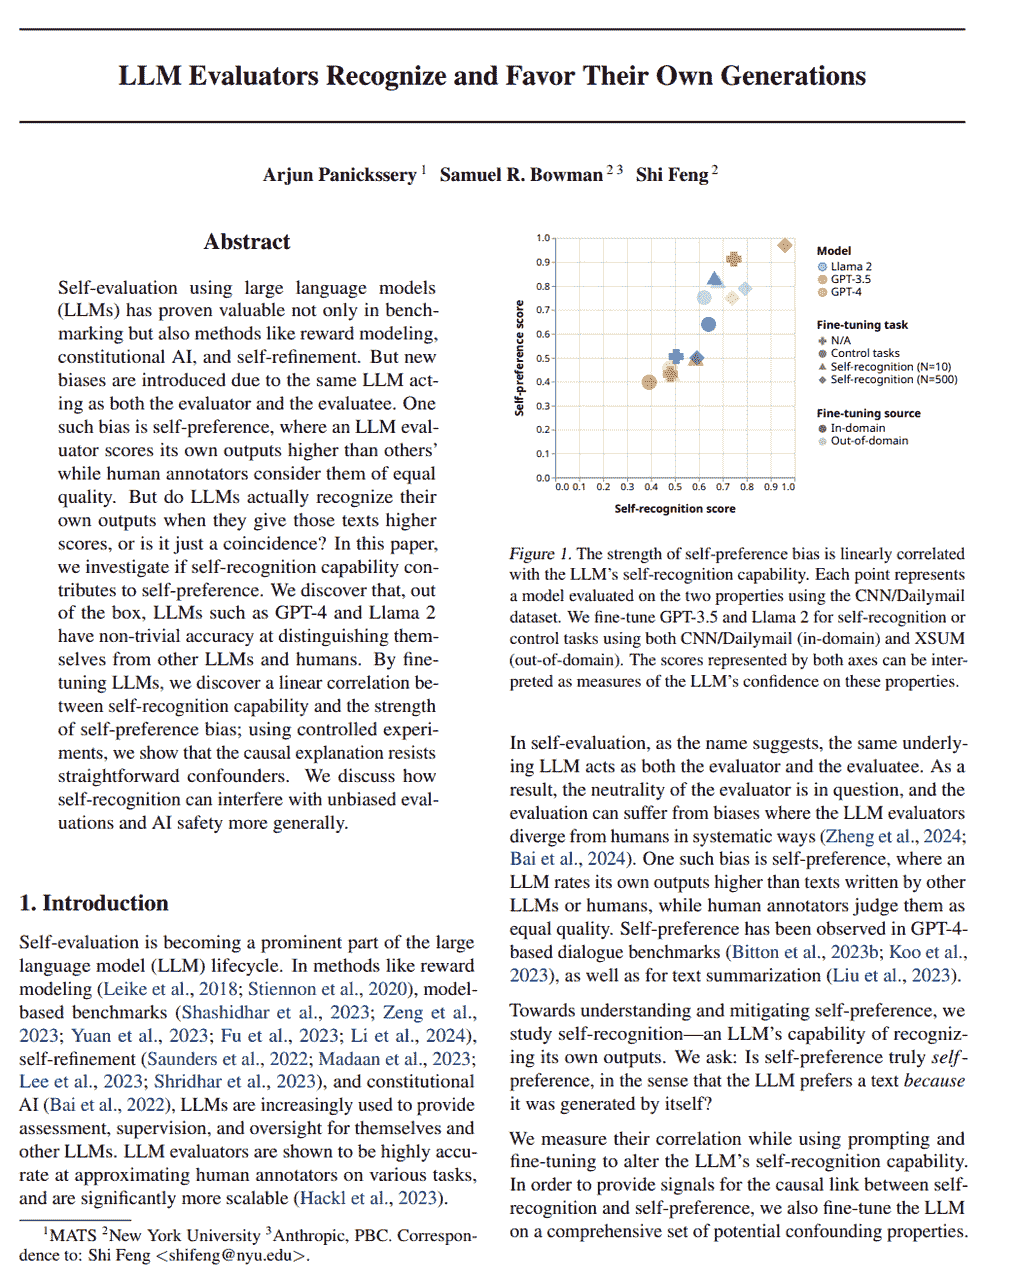 LLM Evaluators Recognize and Favor Their Own Generations
Arjun Panickssery 1 Samuel R. Bowman 2 3 Shi Feng 2
Abstract
Self-evaluation using large language models
(LLMs) has proven valuable not only in bench-
marking but also methods like reward modeling,
constitutional AI, and self-refinement. But new
biases are introduced due to the same LLM act-
ing as both the evaluator and the evaluatee. One
such bias is self-preference, where an LLM eval-
uator scores its own outputs higher than others'
while human annotators consider them of equal
quality. But do LLMs actually recognize their
own outputs when they give those texts higher
scores, or is it just a coincidence? In this paper,
we investigate if self-recognition capability con-
tributes to self-preference. We discover that, out
of the box, LLMs such as GPT-4 and Llama 2
have non-trivial accuracy at distinguishing them-
selves from other LLMs and humans. By fine-
tuning LLMs, we discover a linear correlation be-
tween self-recognition capability and the strength
of self-preference bias; using controlled experi-
ments, we show that the causal explanation resists
straightforward confounders. We discuss how
self-recognition can interfere with unbiased eval-
uations and AI safety more generally.
1. Introduction
Self-evaluation is becoming a prominent part of the large
language model (LLM) lifecycle. In methods like reward
modeling (Leike et al., 2018; Stiennon et al., 2020), model-
based benchmarks (Shashidhar et al., 2023; Zeng et al.,
2023; Yuan et al., 2023; Fu et al., 2023; Li et al., 2024),
self-refinement (Saunders et al., 2022; Madaan et al., 2023;
Lee et al., 2023; Shridhar et al., 2023), and constitutional
AI (Bai et al., 2022), LLMs are increasingly used to provide
assessment, supervision, and oversight for themselves and
other LLMs. LLM evaluators are shown to be highly accu-
rate at approximating human annotators on various tasks,
and are significantly more scalable (Hackl et al., 2023).
1MATS 2New York University 3Anthropic, PBC. Correspon-
dence to: Shi Feng <shifeng@nyu.edu>.
Self-preference score
1.0
0.9
0.8
0.7
0.6
0.5
0.4
0.3
0.2
0.1
0.0
0.0 0.1 0.2 0.3 0.4 0.5 0.6 0.7 0.8 0.9 1.0
Self-recognition score
Model
Llama 2
GPT-3.5
GPT-4
Fine-tuning task
N/A
Control tasks
Self-recognition (N=10)
Self-recognition (N=500)
Fine-tuning source
In-domain
Out-of-domain
Figure 1. The strength of self-preference bias is linearly correlated
with the LLM's self-recognition capability. Each point represents
a model evaluated on the two properties using the CNN/Dailymail
dataset. We fine-tune GPT-3.5 and Llama 2 for self-recognition or
control tasks using both CNN/Dailymail (in-domain) and XSUM
(out-of-domain). The scores represented by both axes can be inter-
preted as measures of the LLM's confidence on these properties.
In self-evaluation, as the name suggests, the same underly-
ing LLM acts as both the evaluator and the evaluatee. As a
result, the neutrality of the evaluator is in question, and the
evaluation can suffer from biases where the LLM evaluators
diverge from humans in systematic ways (Zheng et al., 2024;
Bai et al., 2024). One such bias is self-preference, where an
LLM rates its own outputs higher than texts written by other
LLMs or humans, while human annotators judge them as
equal quality. Self-preference has been observed in GPT-4-
based dialogue benchmarks (Bitton et al., 2023b; Koo et al.,
2023), as well as for text summarization (Liu et al., 2023).
Towards understanding and mitigating self-preference, we
study self-recognition—an LLM's capability of recogniz-
ing its own outputs. We ask: Is self-preference truly self-
preference, in the sense that the LLM prefers a text because
it was generated by itself?
We measure their correlation while using prompting and
fine-tuning to alter the LLM's self-recognition capability.
In order to provide signals for the causal link between self-
recognition and self-preference, we also fine-tune the LLM
on a comprehensive set of potential confounding properties.